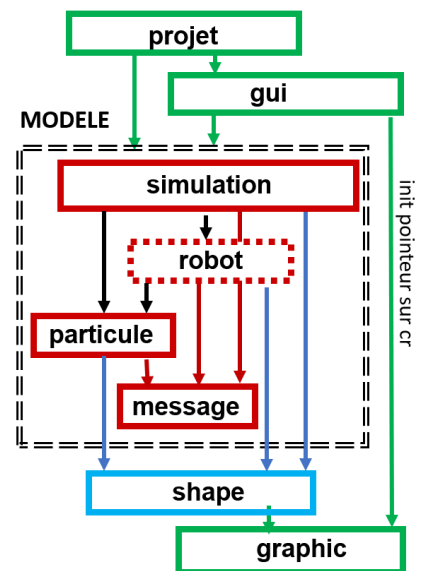 projet
gui
MODELE
simulation
init pointeur sur cr
robot
particule
message
shape
graphic